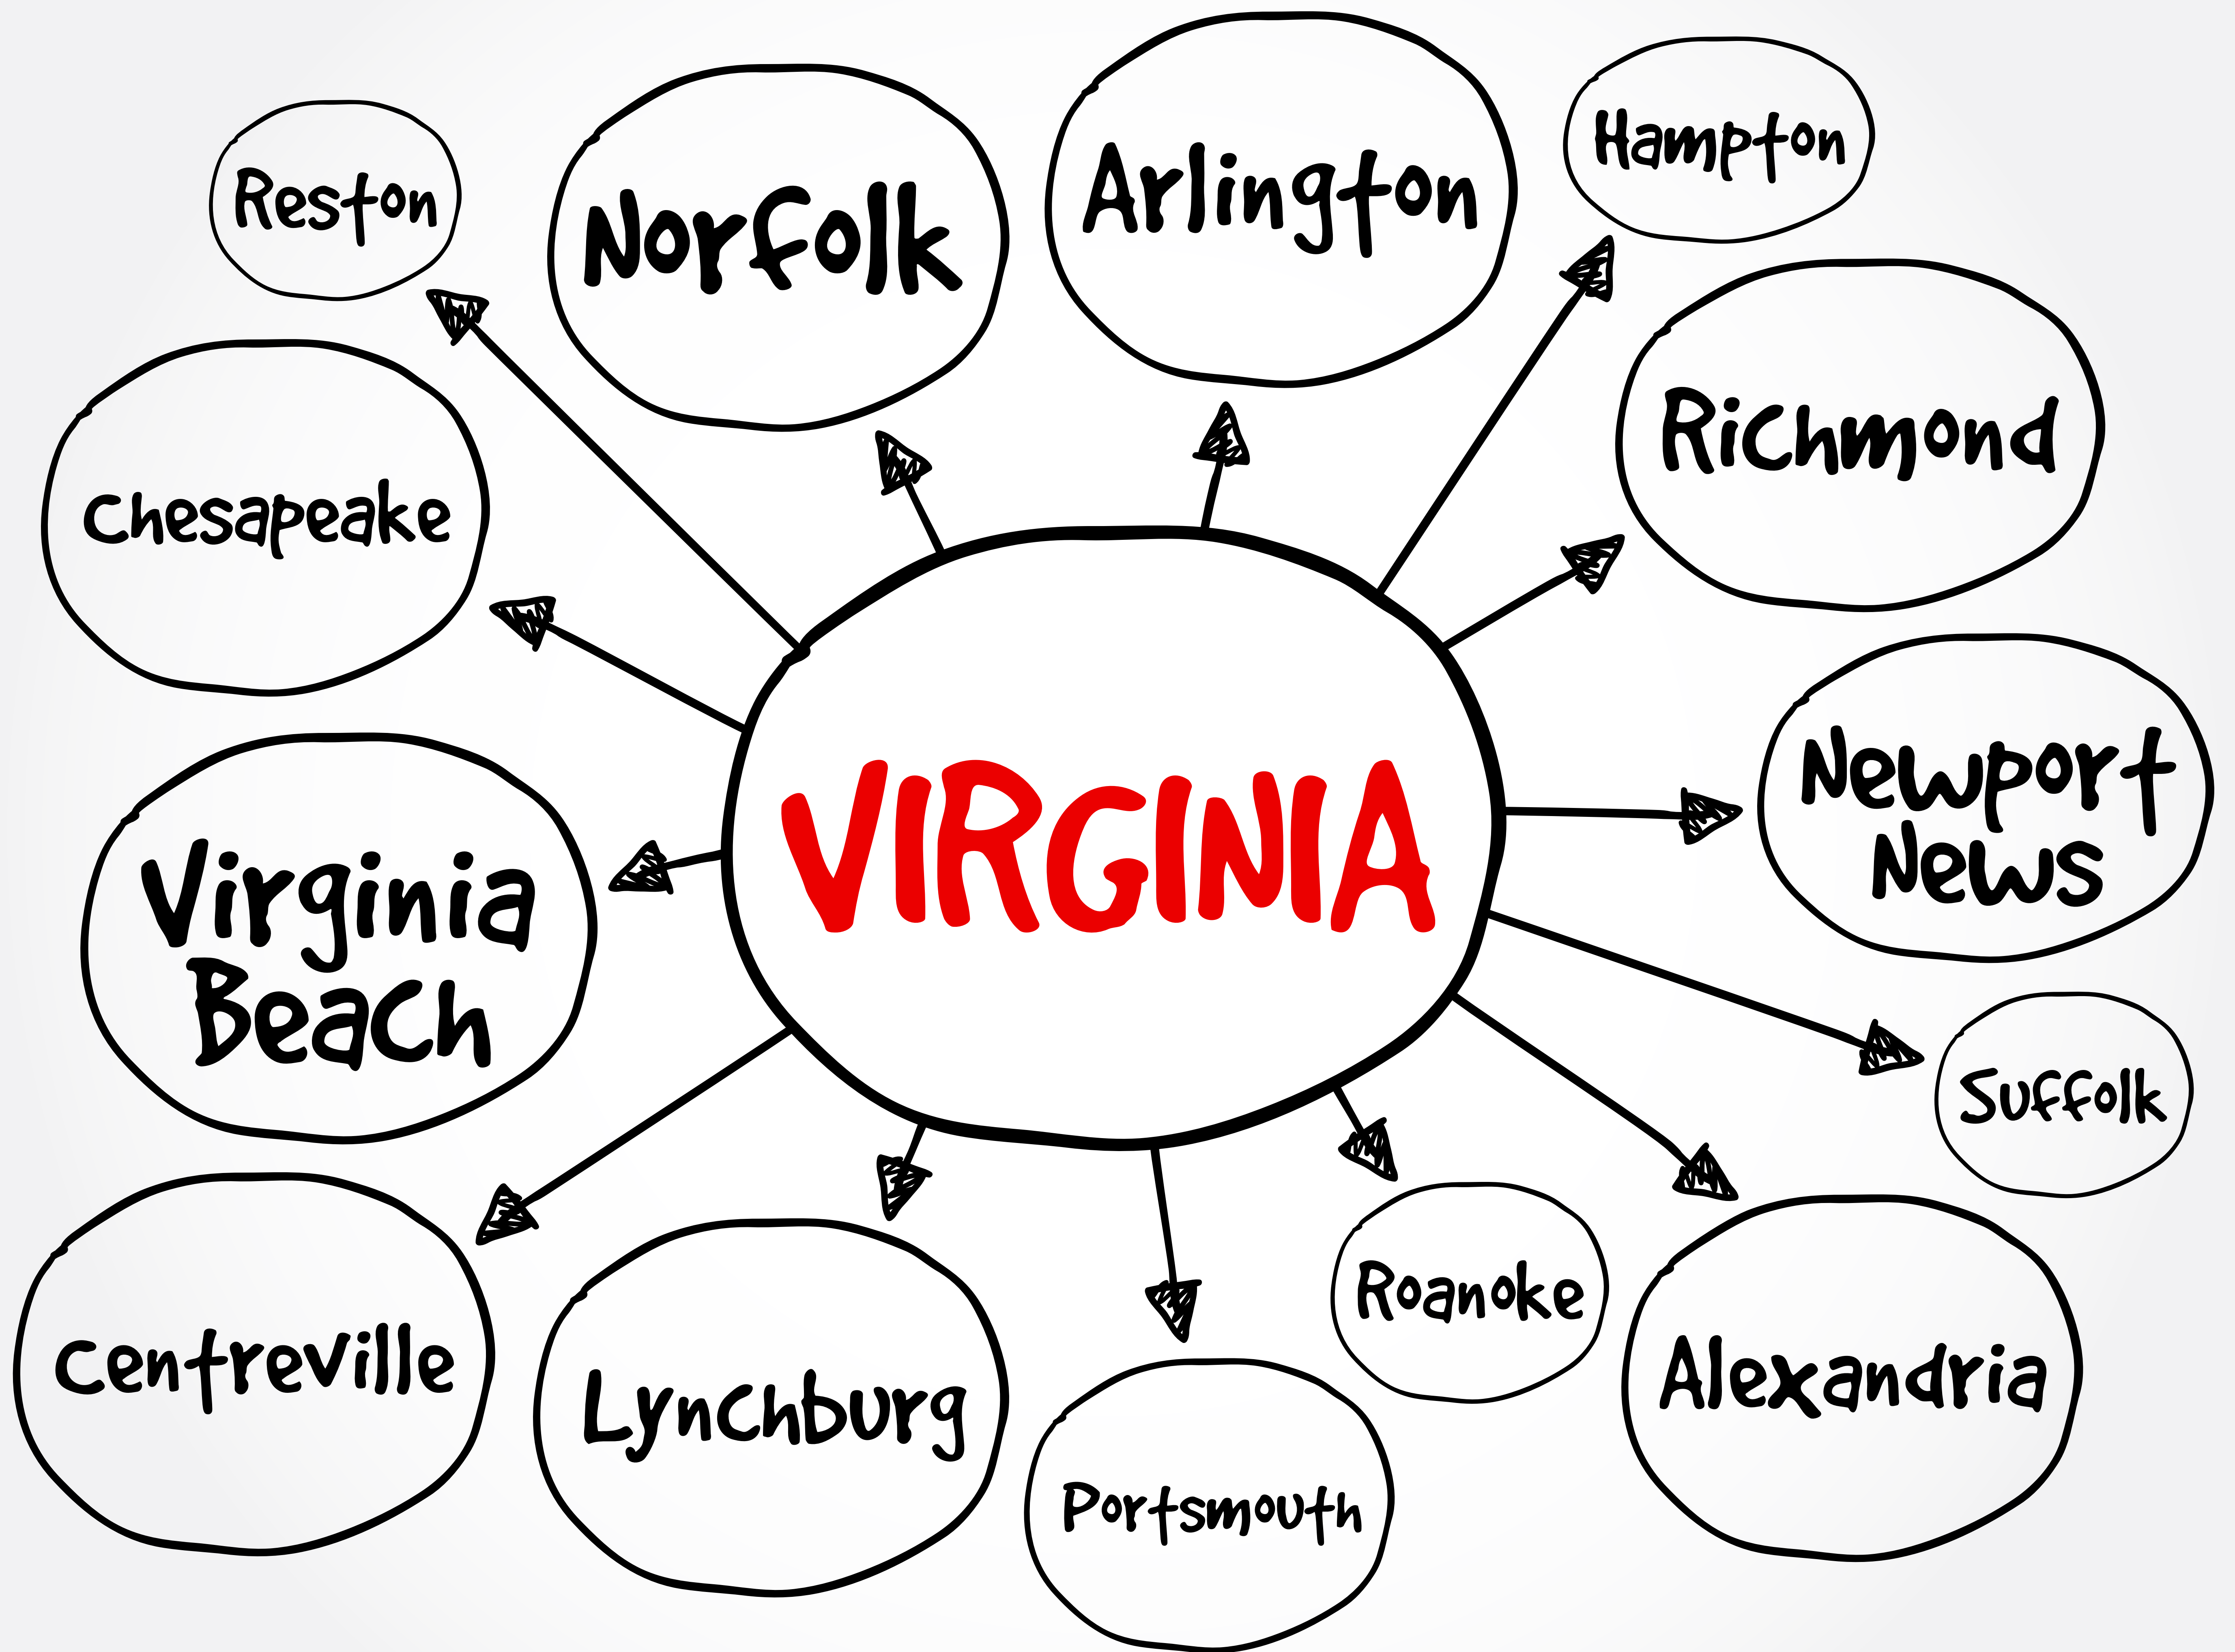 Reston
Norfolk
Arlington
Hampton
Chesapeake
Richmond
VIRGINIA
Newport
News
Virginia
Beach
Suffolk
Centreville
Lynchburg
Portsmouth
Roanoke
Alexandria